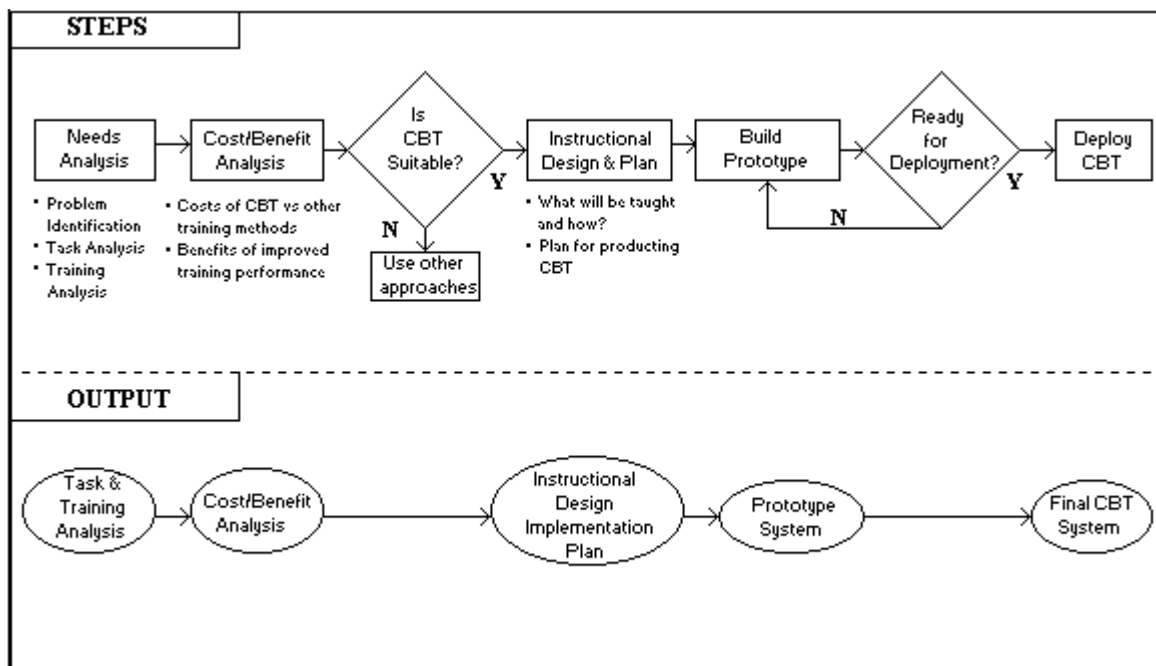 STEPS
Needs
Analysis
• Problem
Identification
• Task Analysis
• Training
Analysis
Cost/Benefit
Analysis
• Costs of CBT vs other
training methods
• Benefits of improved
training performance
Is
CBT
Suitable?
Y
N
Use other
approaches
Instructional
Design & Plan
• What will be taught
and how?
• Plan for producting
CBT
Build
Prototype
Ready
for
Deployment?
Y
N
Deploy
CBT
OUTPUT
Task &
Training
Analysis
Cost/Benefit
Analysis
Instructional
Design
Implementation
Plan
Prototype
System
Final CBT
System